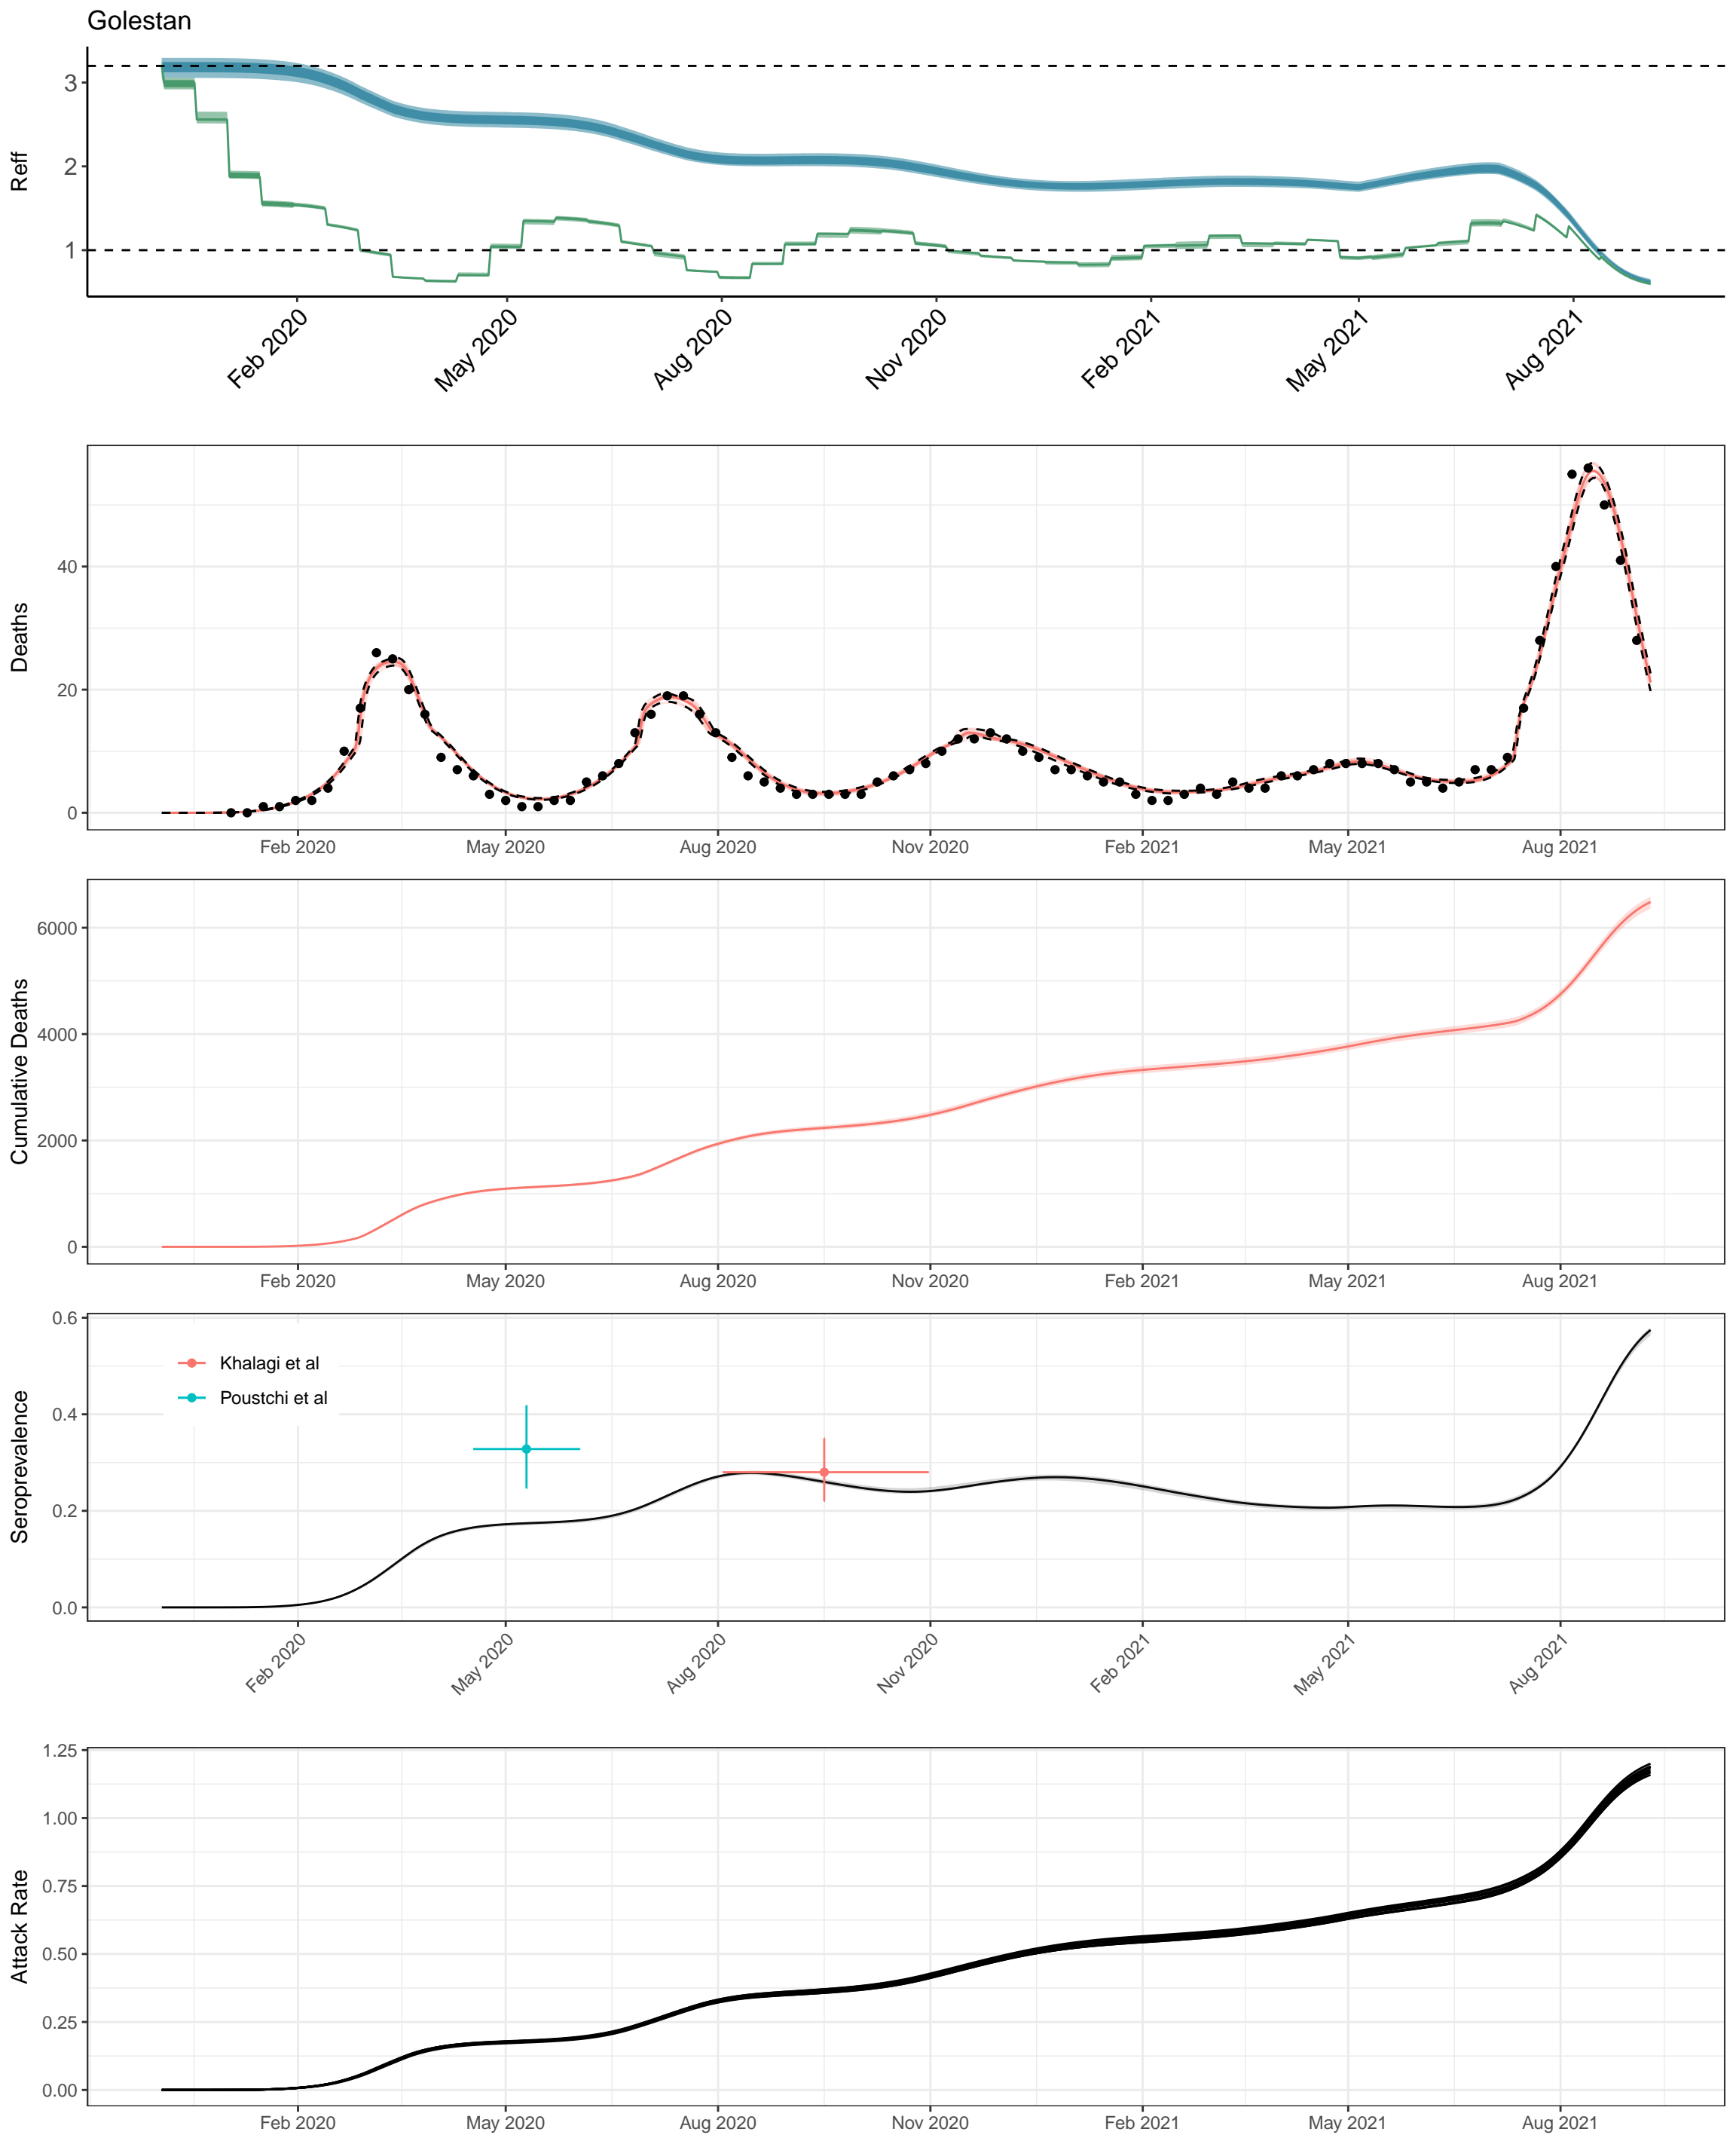 Golestan
Reff
3
2
1
Feb 2020
May 2020
Aug 2020
Nov 2020
Feb 2021
May 2021
Aug 2021
Deaths
40
20
0
Feb 2020
May 2020
Aug 2020
Nov 2020
Feb 2021
May 2021
Aug 2021
Cumulative Deaths
6000
4000
2000
0
Feb 2020
May 2020
Aug 2020
Nov 2020
Feb 2021
May 2021
Aug 2021
Seroprevalence
0.6
0.4
0.2
0.0
Khalagi et al
Poustchi et al
Feb 2020
May 2020
Aug 2020
Nov 2020
Feb 2021
May 2021
Aug 2021
Attack Rate
1.25
1.00
0.75
0.50
0.25
0.00
Feb 2020
May 2020
Aug 2020
Nov 2020
Feb 2021
May 2021
Aug 2021